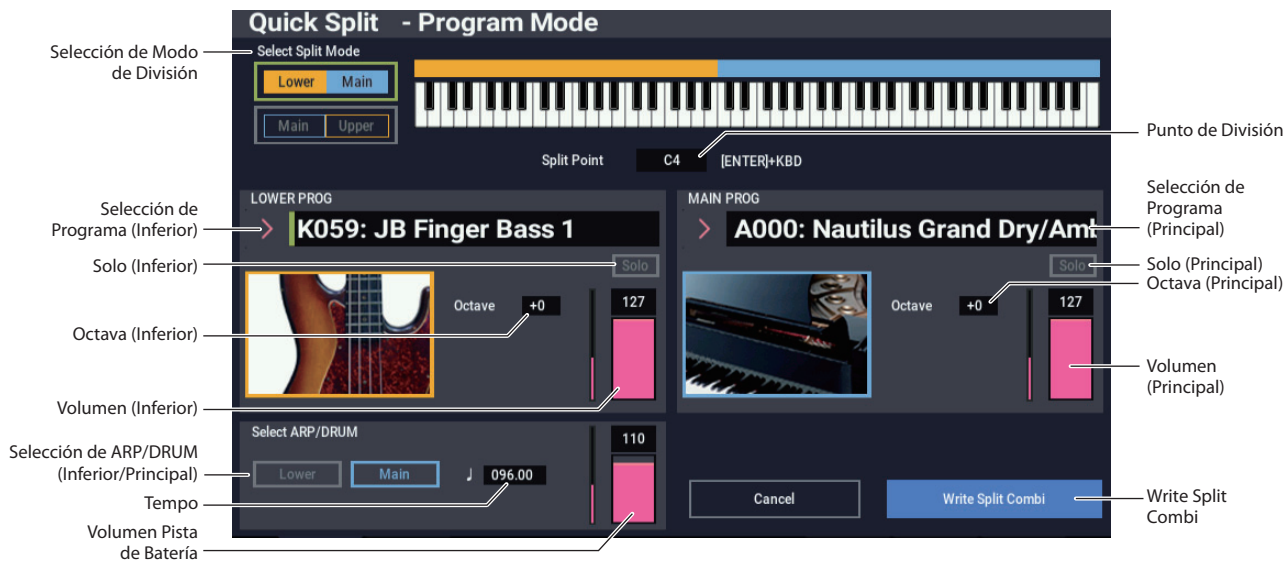 Quick Split - Program Mode
Selección de Modo
de División
Select Split Mode
Lower Main
Main Upper
Split Point C4 [ENTER]+KBD
Punto de División
LOWER PROG
MAIN PROG
Selección de
Programa (Inferior)
K059: JB Finger Bass 1
A000: Nautilus Grand Dry/Am
Selección de
Programa
(Principal)
Solo (Inferior)
Solo
Solo
Solo (Principal)
Octava (Principal)
Octave +0 127
Octave +0 127
Octava (Inferior)
Volumen
(Principal)
Volumen (Inferior)
Select ARP/DRUM
110
Selección de ARP/DRUM
(Inferior/Principal)
Lower Main ♩ 096.00
Tempo
Cancel
Write Split Combi
Write Split
Combi
Volumen Pista
de Batería